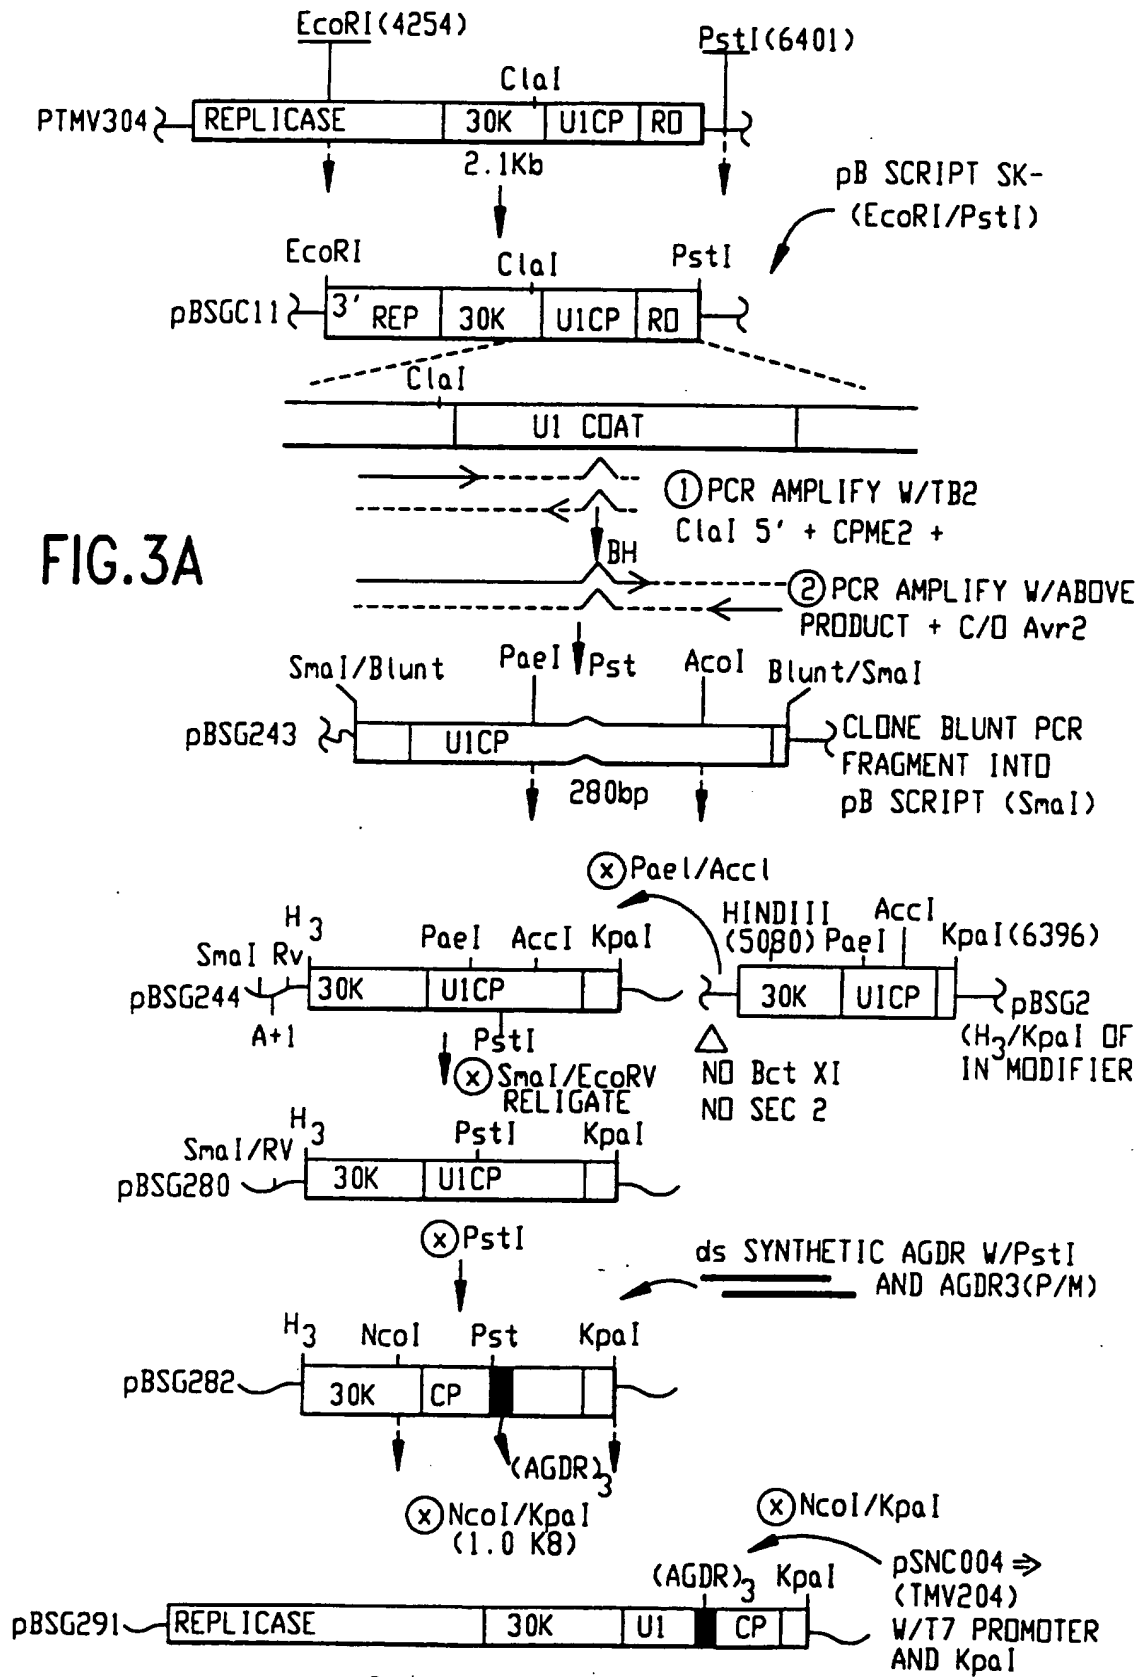 EcoRI(4254)
PstI(6401)
ClaI
PTMV304
REPLICASE
30K
U1CP
RO
2.1Kb
pB SCRIPT SK-
(EcoRI/PstI)
EcoRI
ClaI
PstI
pBSGC11
3' REP
30K
U1CP
RO
ClaI
U1 COAT
1 PCR AMPLIFY W/TB2
ClaI 5' + CPME2 +
FIG.3A
BH
2 PCR AMPLIFY W/ABOVE
PRODUCT + C/O Avr2
SmaI/Blunt
PaeI
Pst
AcoI
Blunt/SmaI
pBSG243
U1CP
CLONE BLUNT PCR
FRAGMENT INTO
pB SCRIPT (SmaI)
280bp
x PaeI/AccI
H3
SmaI Rv
PaeI
AccI
KpaI
HINDIII
(5080)
PaeI
AccI
KpaI(6396)
pBSG244
30K
U1CP
30K
U1CP
pBSG2
(H3/KpaI OF
IN MODIFIER
A+1
PstI
x SmaI/EcoRV
RELIGATE
NO Bct XI
NO SEC 2
H3
SmaI/RV
PstI
KpaI
pBSG280
30K
U1CP
x PstI
ds SYNTHETIC AGDR W/PstI
AND AGDR3(P/M)
H3
NcoI
Pst
KpaI
pBSG282
30K
CP
(AGDR)3
x NcoI/KpaI
(1.0 K8)
x NcoI/KpaI
(AGDR)3
KpaI
pSNC004 ⇒
(TMV204)
W/T7 PROMOTER
AND KpaI
pBSG291
REPLICASE
30K
U1
CP